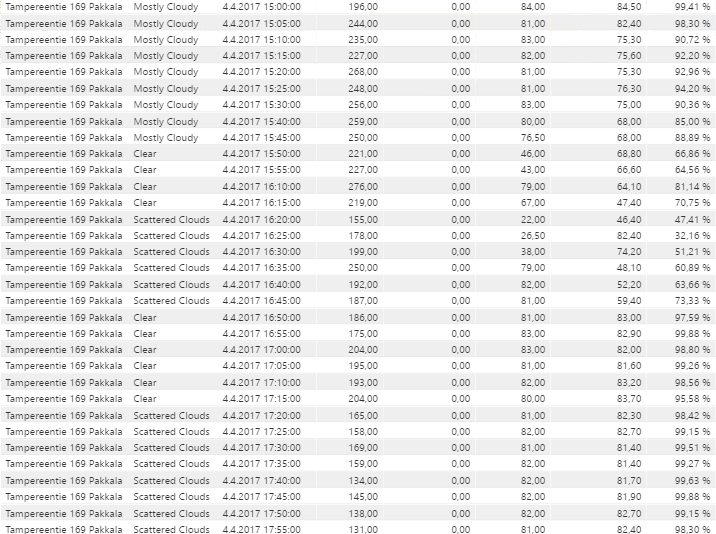 Tampereentie 169 Pakkala Mostly Cloudy 4.4.2017 15:00:00 196,00 0,00 84,00 84,50 99,41 %
Tampereentie 169 Pakkala Mostly Cloudy 4.4.2017 15:05:00 244,00 0,00 81,00 82,40 98,30 %
Tampereentie 169 Pakkala Mostly Cloudy 4.4.2017 15:10:00 235,00 0,00 83,00 75,30 90,72 %
Tampereentie 169 Pakkala Mostly Cloudy 4.4.2017 15:15:00 227,00 0,00 82,00 75,60 92,20 %
Tampereentie 169 Pakkala Mostly Cloudy 4.4.2017 15:20:00 268,00 0,00 81,00 75,30 92,96 %
Tampereentie 169 Pakkala Mostly Cloudy 4.4.2017 15:25:00 248,00 0,00 81,00 76,30 94,20 %
Tampereentie 169 Pakkala Mostly Cloudy 4.4.2017 15:30:00 256,00 0,00 83,00 75,00 90,36 %
Tampereentie 169 Pakkala Mostly Cloudy 4.4.2017 15:40:00 259,00 0,00 80,00 68,00 85,00 %
Tampereentie 169 Pakkala Mostly Cloudy 4.4.2017 15:45:00 250,00 0,00 76,50 68,00 88,89 %
Tampereentie 169 Pakkala Clear 4.4.2017 15:50:00 221,00 0,00 46,00 68,80 66,86 %
Tampereentie 169 Pakkala Clear 4.4.2017 15:55:00 227,00 0,00 43,00 66,60 64,56 %
Tampereentie 169 Pakkala Clear 4.4.2017 16:10:00 276,00 0,00 79,00 64,10 81,14 %
Tampereentie 169 Pakkala Clear 4.4.2017 16:15:00 219,00 0,00 67,00 47,40 70,75 %
Tampereentie 169 Pakkala Scattered Clouds 4.4.2017 16:20:00 155,00 0,00 22,00 46,40 47,41 %
Tampereentie 169 Pakkala Scattered Clouds 4.4.2017 16:25:00 178,00 0,00 26,50 82,40 32,16 %
Tampereentie 169 Pakkala Scattered Clouds 4.4.2017 16:30:00 199,00 0,00 38,00 74,20 51,21 %
Tampereentie 169 Pakkala Scattered Clouds 4.4.2017 16:35:00 250,00 0,00 79,00 48,10 60,89 %
Tampereentie 169 Pakkala Scattered Clouds 4.4.2017 16:40:00 192,00 0,00 82,00 52,20 63,66 %
Tampereentie 169 Pakkala Scattered Clouds 4.4.2017 16:45:00 187,00 0,00 81,00 59,40 73,33 %
Tampereentie 169 Pakkala Clear 4.4.2017 16:50:00 186,00 0,00 81,00 83,00 97,59 %
Tampereentie 169 Pakkala Clear 4.4.2017 16:55:00 175,00 0,00 83,00 82,90 99,88 %
Tampereentie 169 Pakkala Clear 4.4.2017 17:00:00 204,00 0,00 83,00 82,00 98,80 %
Tampereentie 169 Pakkala Clear 4.4.2017 17:05:00 195,00 0,00 81,00 81,60 99,26 %
Tampereentie 169 Pakkala Clear 4.4.2017 17:10:00 193,00 0,00 82,00 83,20 98,56 %
Tampereentie 169 Pakkala Clear 4.4.2017 17:15:00 204,00 0,00 80,00 83,70 95,58 %
Tampereentie 169 Pakkala Scattered Clouds 4.4.2017 17:20:00 165,00 0,00 81,00 82,30 98,42 %
Tampereentie 169 Pakkala Scattered Clouds 4.4.2017 17:25:00 158,00 0,00 82,00 82,70 99,15 %
Tampereentie 169 Pakkala Scattered Clouds 4.4.2017 17:30:00 169,00 0,00 81,00 81,40 99,51 %
Tampereentie 169 Pakkala Scattered Clouds 4.4.2017 17:35:00 159,00 0,00 82,00 81,40 99,27 %
Tampereentie 169 Pakkala Scattered Clouds 4.4.2017 17:40:00 134,00 0,00 82,00 81,70 99,63 %
Tampereentie 169 Pakkala Scattered Clouds 4.4.2017 17:45:00 145,00 0,00 82,00 81,90 99,88 %
Tampereentie 169 Pakkala Scattered Clouds 4.4.2017 17:50:00 138,00 0,00 82,00 82,70 99,15 %
Tampereentie 169 Pakkala Scattered Clouds 4.4.2017 17:55:00 131,00 0,00 81,00 82,40 98,30 %